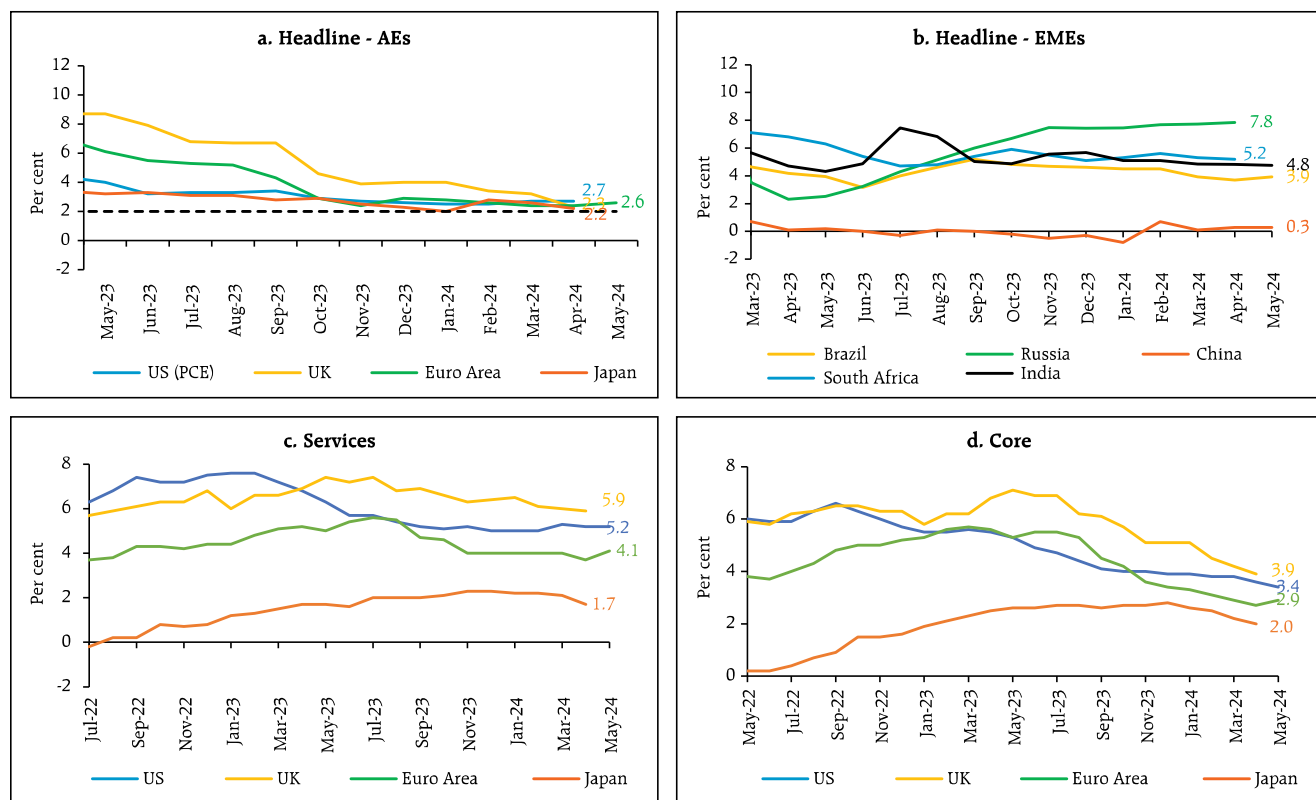 a. Headline - AEs
Per cent
12
10
8
6
4
2
0
-2
2.7
2.2
2.6
May-23
Jun-23
Jul-23
Aug-23
Sep-23
Oct-23
Nov-23
Dec-23
Jan-24
Feb-24
Mar-24
Apr-24
May-24
US (PCE)
UK
Euro Area
Japan
b. Headline - EMEs
Per cent
12
10
8
6
4
2
0
-2
7.8
5.2
4.8
3.9
0.3
Mar-23
Apr-23
May-23
Jun-23
Jul-23
Aug-23
Sep-23
Oct-23
Nov-23
Dec-23
Jan-24
Feb-24
Mar-24
Apr-24
May-24
Brazil
Russia
China
South Africa
India
c. Services
Per cent
8
6
4
2
0
-2
5.9
5.2
4.1
1.7
Jul-22
Sep-22
Nov-22
Jan-23
Mar-23
May-23
Jul-23
Sep-23
Nov-23
Jan-24
Mar-24
May-24
US
UK
Euro Area
Japan
d. Core
Per cent
8
6
4
2
0
3.9
3.4
2.9
2.0
May-22
Jul-22
Sep-22
Nov-22
Jan-23
Mar-23
May-23
Jul-23
Sep-23
Nov-23
Jan-24
Mar-24
May-24
US
UK
Euro Area
Japan